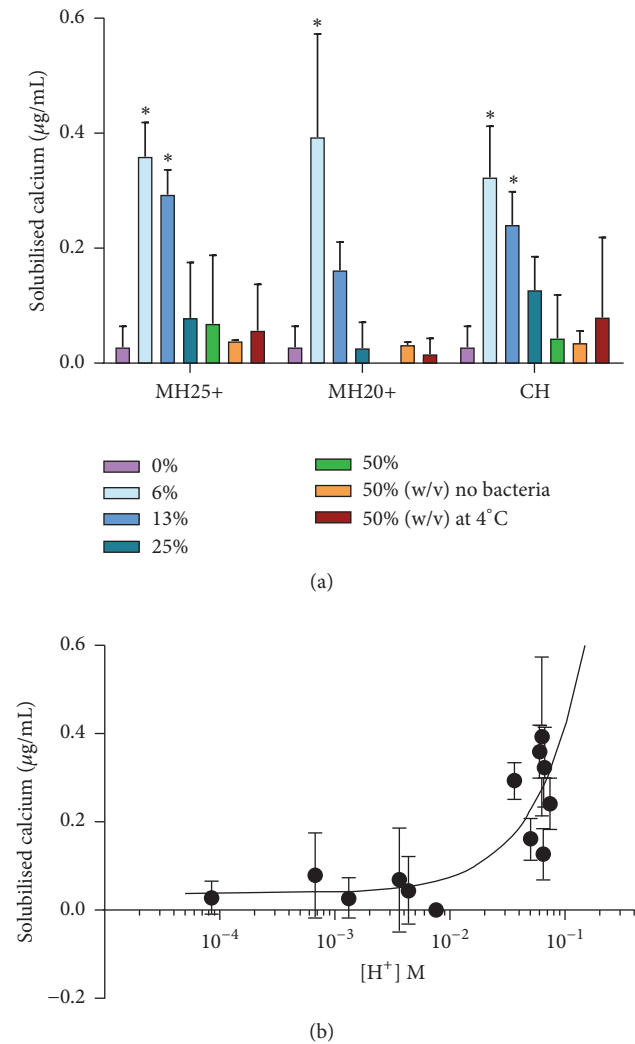 0.6
*
*
*
*
*
0.4
0.2
0.0
Solubilised calcium (μg/mL)
MH25+ MH20+ CH
0% 50%
6% 50% (w/v) no bacteria
13% 50% (w/v) at 4°C
25%
(a)
0.6
0.4
0.2
0.0
−0.2
Solubilised calcium (μg/mL)
10⁻⁴ 10⁻³ 10⁻² 10⁻¹
[H⁺] M
(b)